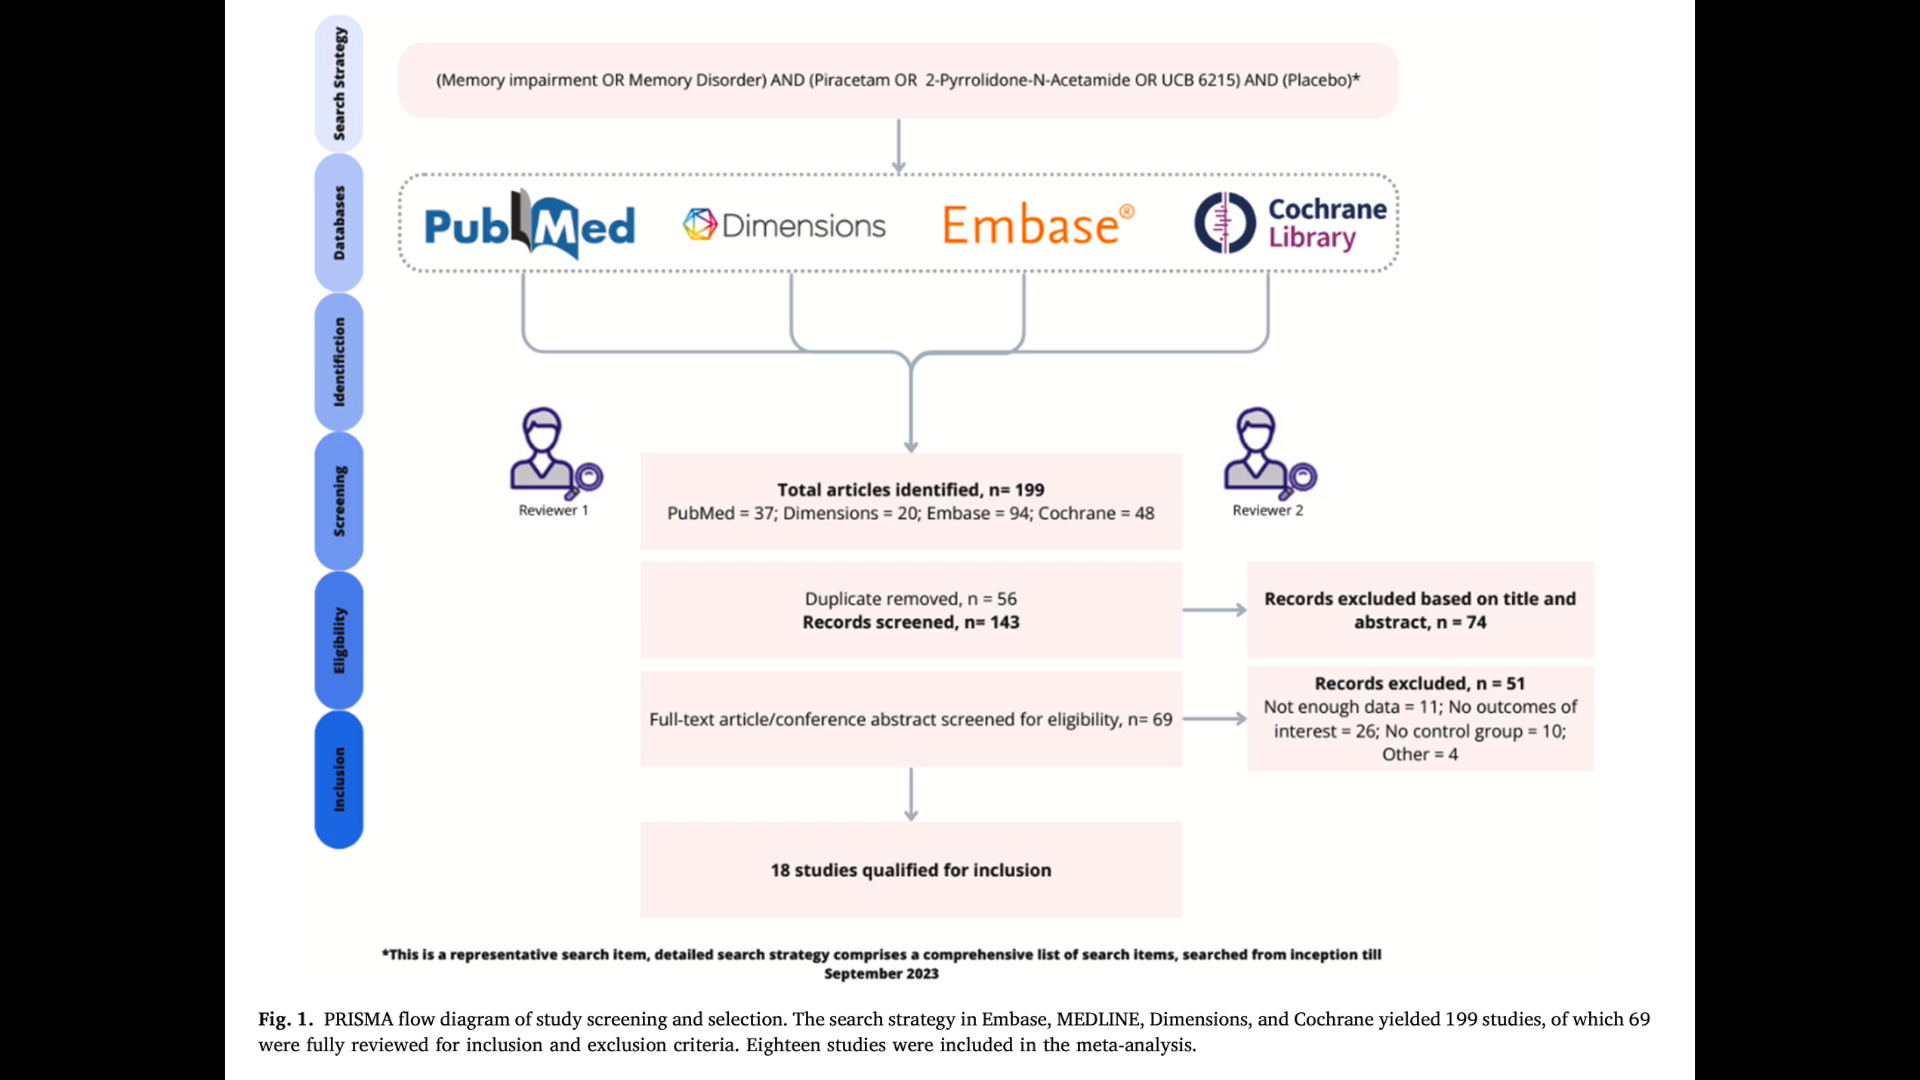 Search Strategy
(Memory impairment OR Memory Disorder) AND (Piracetam OR 2-Pyrrolidone-N-Acetamide OR UCB 6215) AND (Placebo)*
Databases
PubMed
Dimensions
Embase®
Cochrane
Library
Identifiction
Screening
Reviewer 1
Reviewer 2
Total articles identified, n= 199
PubMed = 37; Dimensions = 20; Embase = 94; Cochrane = 48
Eligibility
Duplicate removed, n = 56
Records screened, n= 143
Records excluded based on title and
abstract, n = 74
Full-text article/conference abstract screened for eligibility, n= 69
Records excluded, n = 51
Not enough data = 11; No outcomes of
interest = 26; No control group = 10;
Other = 4
Inclusion
18 studies qualified for inclusion
*This is a representative search item, detailed search strategy comprises a comprehensive list of search items, searched from inception till
September 2023
Fig. 1. PRISMA flow diagram of study screening and selection. The search strategy in Embase, MEDLINE, Dimensions, and Cochrane yielded 199 studies, of which 69
were fully reviewed for inclusion and exclusion criteria. Eighteen studies were included in the meta-analysis.